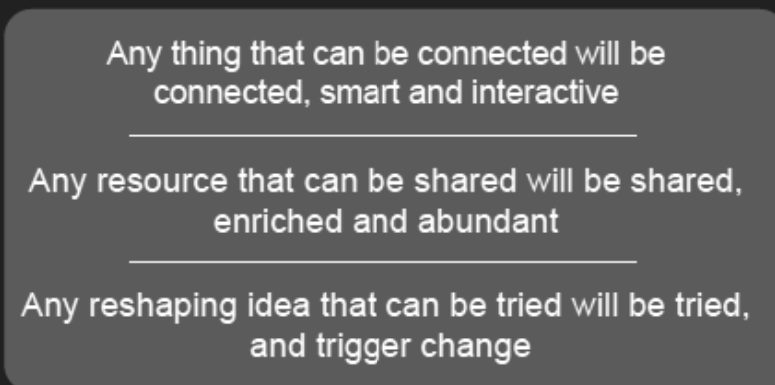 Any thing that can be connected will be
connected, smart and interactive
Any resource that can be shared will be shared,
enriched and abundant
Any reshaping idea that can be tried will be tried,
and trigger change